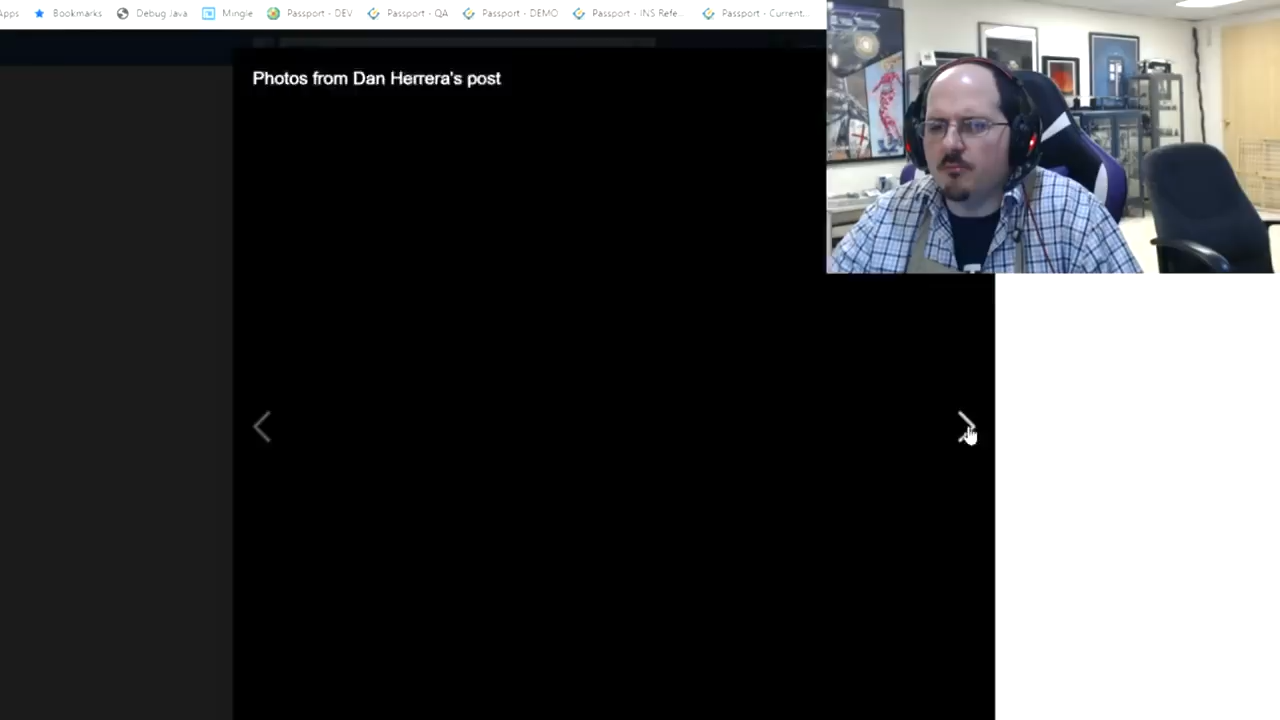 Apps Bookmarks Debug Java Mingle Passport - DEV Passport - QA Passport - DEMO Passport - INS Refe... Passport - Current...
Photos from Dan Herrera's post